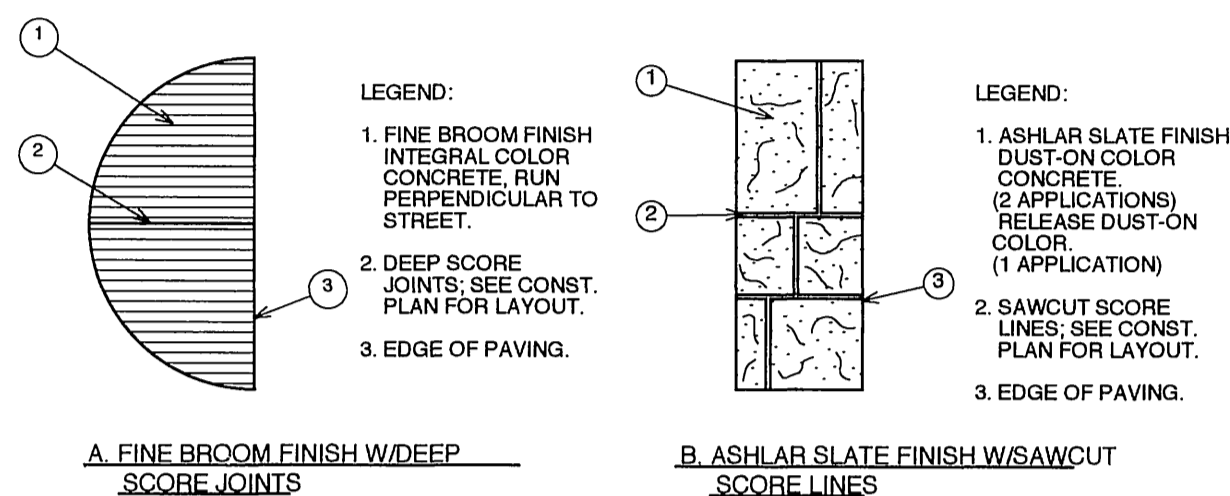 1
2
3
LEGEND:
1. FINE BROOM FINISH
INTEGRAL COLOR
CONCRETE, RUN
PERPENDICULAR TO
STREET.
2. DEEP SCORE
JOINTS; SEE CONST.
PLAN FOR LAYOUT.
3. EDGE OF PAVING.
A. FINE BROOM FINISH W/DEEP
SCORE JOINTS
1
2
3
LEGEND:
1. ASHLAR SLATE FINISH
DUST-ON COLOR
CONCRETE.
(2 APPLICATIONS)
RELEASE DUST-ON
COLOR.
(1 APPLICATION)
2. SAWCUT SCORE
LINES; SEE CONST.
PLAN FOR LAYOUT.
3. EDGE OF PAVING.
B. ASHLAR SLATE FINISH W/SAWCUT
SCORE LINES